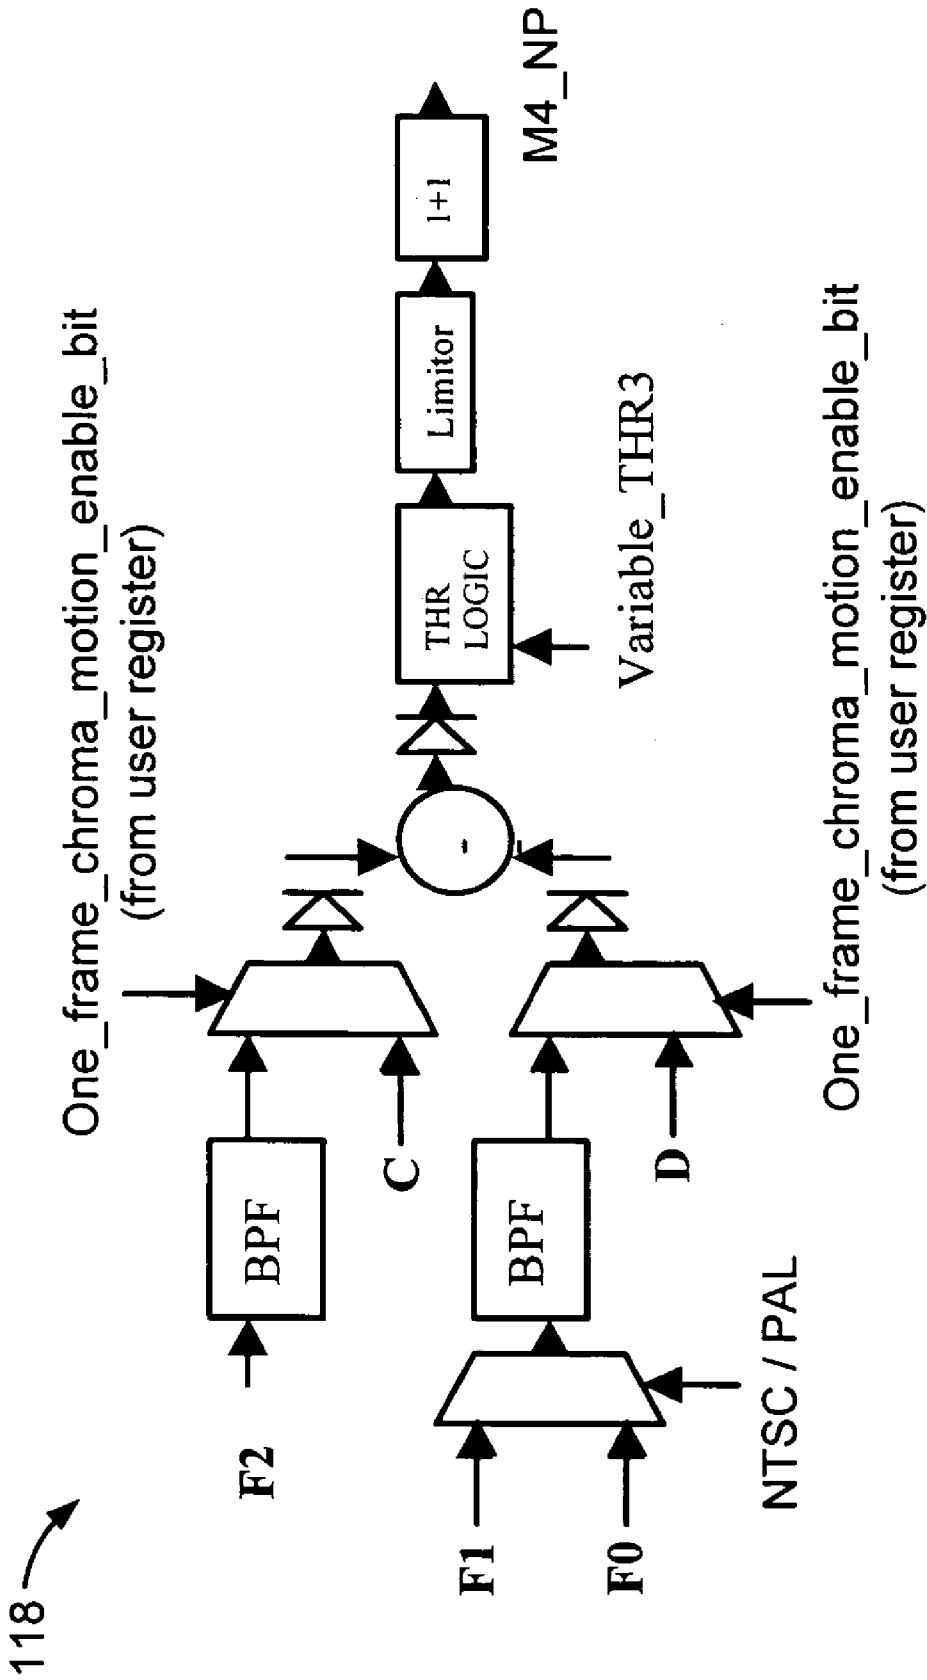 118
One_frame_chroma_motion_enable_bit
(from user register)
F2
BPF
C
F1
F0
NTSC / PAL
BPF
D
-
-
THR
LOGIC
Variable_THR3
Limitor
1+1
M4_NP
One_frame_chroma_motion_enable_bit
(from user register)